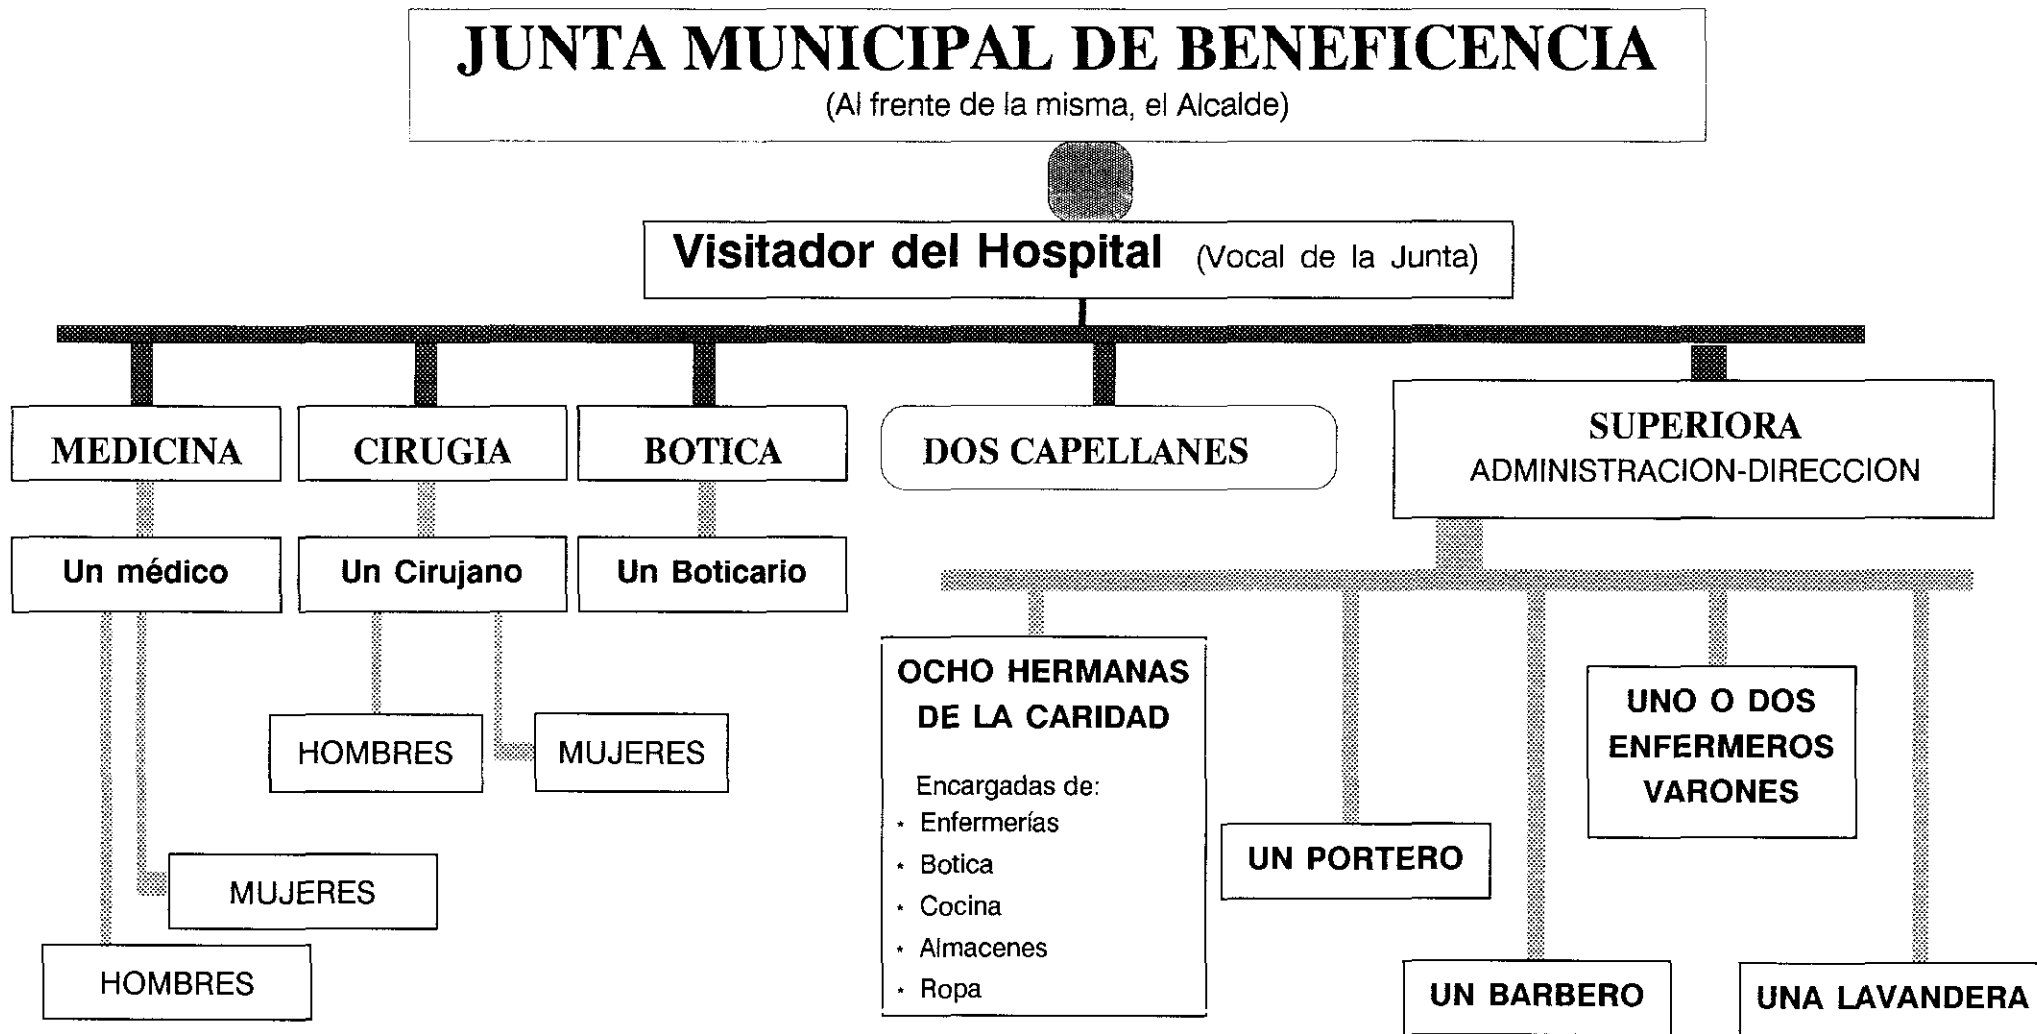 JUNTA MUNICIPAL DE BENEFICENCIA
(Al frente de la misma, el Alcalde)
Visitador del Hospital (Vocal de la Junta)
MEDICINA
CIRUGIA
BOTICA
DOS CAPELLANES
SUPERIORA
ADMINISTRACION-DIRECCION
Un médico
Un Cirujano
Un Boticario
HOMBRES
MUJERES
MUJERES
HOMBRES
OCHO HERMANAS
DE LA CARIDAD
Encargadas de:
* Enfermerías
* Botica
* Cocina
* Almacenes
* Ropa
UN PORTERO
UN BARBERO
UNO O DOS
ENFERMEROS
VARONES
UNA LAVANDERA